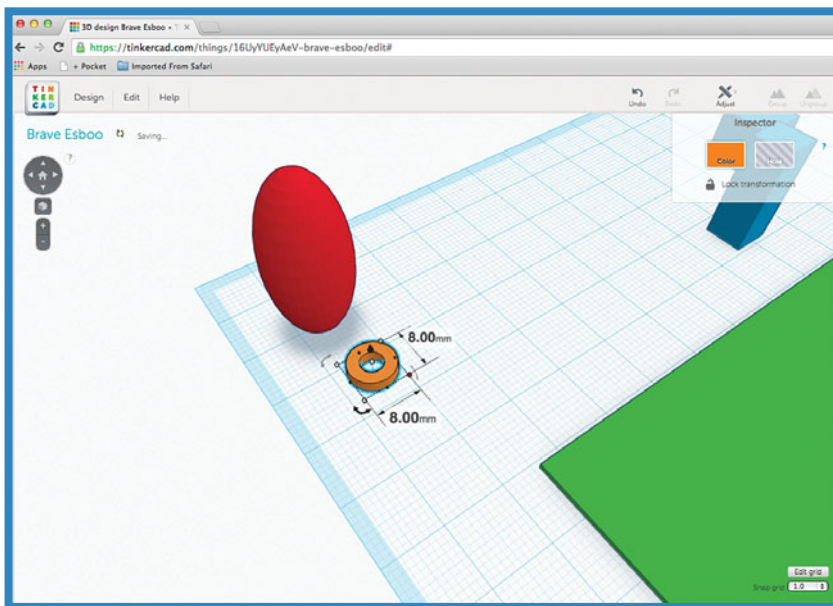 3D design Brave Esboo • T
https://tinkercad.com/things/16UyYUEyAeV-brave-esboo/edit#
Apps + Pocket Imported From Safari
TIN
KER
CAD
Design Edit Help
Undo Redo Adjust Group Ungroup
Brave Esboo Saving...
Inspector
?
?
Color Hole
Lock transformation
+
-
8.00mm
8.00mm
Edit grid
Snap grid 1.0